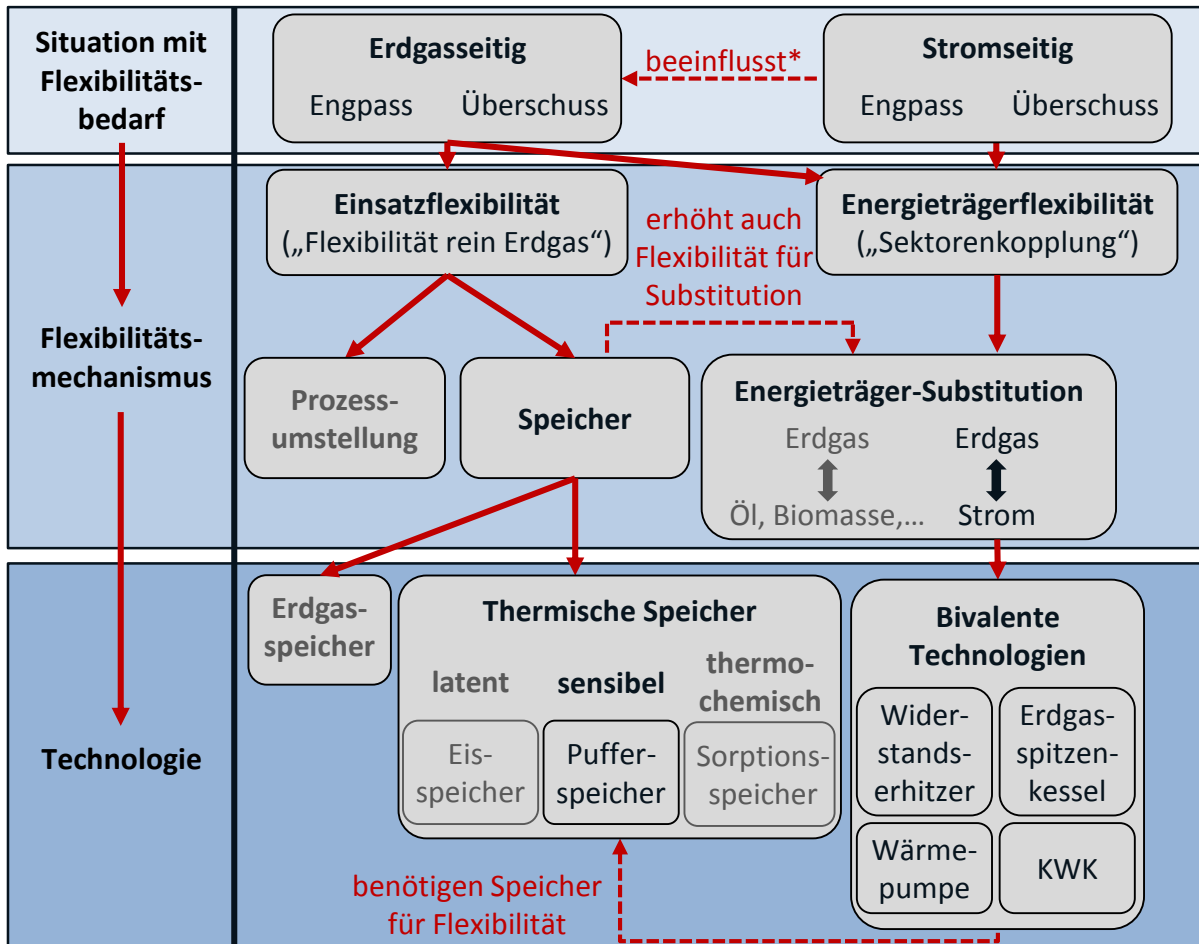 Situation mit
Flexibilitäts-
bedarf
Erdgasseitig
Engpass Überschuss
beeinflusst*
Stromseitig
Engpass Überschuss
Flexibilitäts-
mechanismus
Einsatzflexibilität
(„Flexibilität rein Erdgas“)
erhöht auch
Flexibilität für
Substitution
Energieträgerflexibilität
(„Sektorenkopplung“)
Prozess-
umstellung
Speicher
Energieträger-Substitution
Erdgas Erdgas
Öl, Biomasse,... Strom
Technologie
Erdgas-
speicher
Thermische Speicher
latent
sensibel
thermo-
chemisch
Eis-
speicher
Puffer-
speicher
Sorptions-
speicher
Bivalente
Technologien
Wider-
stands-
erhitzer
Erdgas-
spitzen-
kessel
Wärme-
pumpe
KWK
benötigen Speicher
für Flexibilität